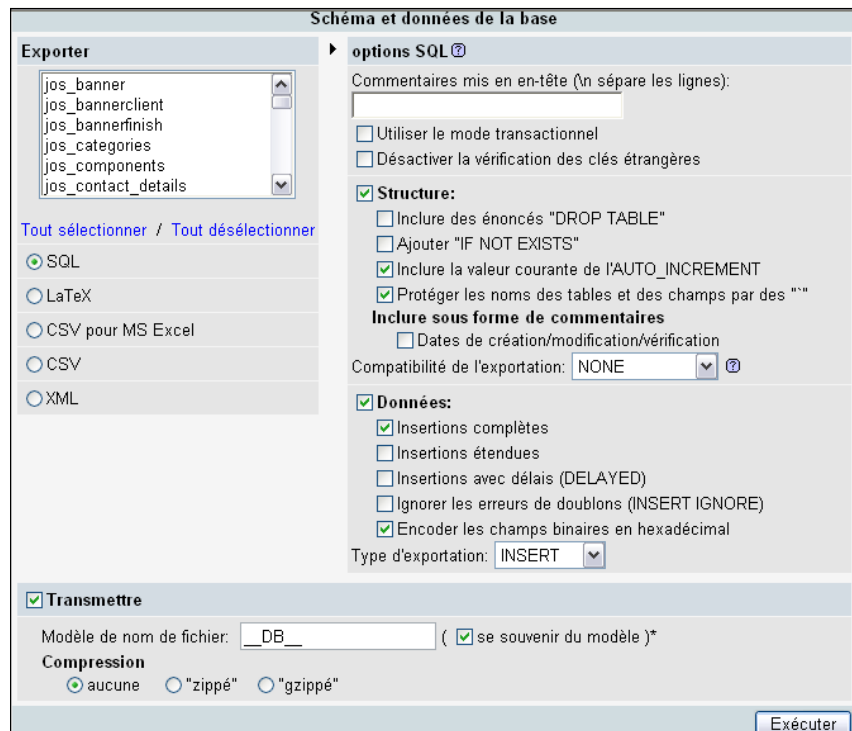 Schéma et données de la base
Exporter
jos_banner
jos_bannerclient
jos_bannerfinish
jos_categories
jos_components
jos_contact_details
Tout sélectionner / Tout désélectionner
SQL
LaTeX
CSV pour MS Excel
CSV
XML
options SQL
Commentaires mis en en-tête (\n sépare les lignes):
Utiliser le mode transactionnel
Désactiver la vérification des clés étrangères
Structure:
Inclure des énoncés "DROP TABLE"
Ajouter "IF NOT EXISTS"
Inclure la valeur courante de l'AUTO_INCREMENT
Protéger les noms des tables et des champs par des "`"
Inclure sous forme de commentaires
Dates de création/modification/vérification
Compatibilité de l'exportation: NONE
Données:
Insertions complètes
Insertions étendues
Insertions avec délais (DELAYED)
Ignorer les erreurs de doublons (INSERT IGNORE)
Encoder les champs binaires en hexadécimal
Type d'exportation: INSERT
Transmettre
Modèle de nom de fichier: __DB__ ( se souvenir du modèle )*
Compression
aucune "zippé" "gzippé"
Exécuter